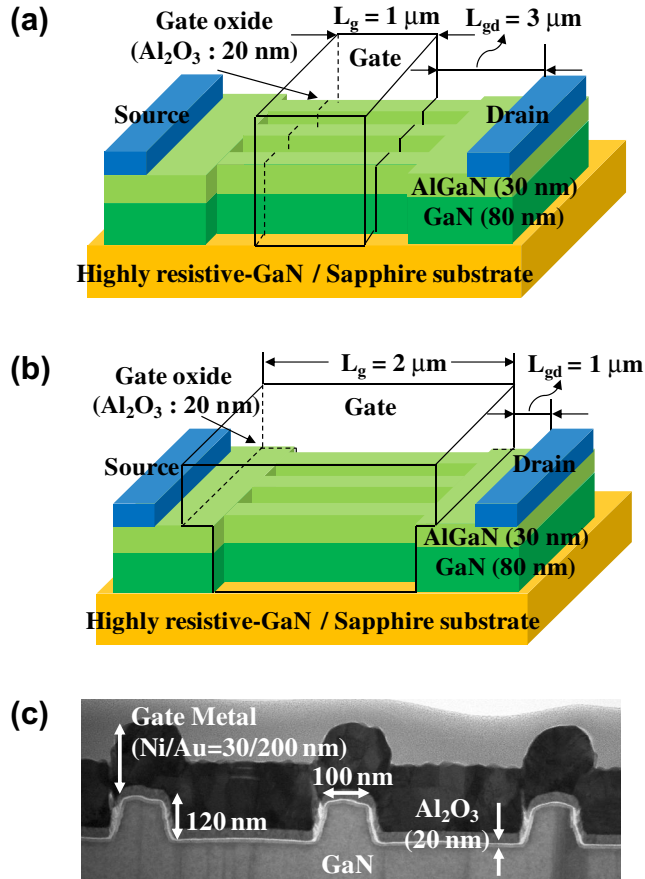 (a)
Gate oxide
(Al₂O₃ : 20 nm)
L_g = 1 μm
L_gd = 3 μm
Gate
Source
Drain
AlGaN (30 nm)
GaN (80 nm)
Highly resistive-GaN / Sapphire substrate
(b)
Gate oxide
(Al₂O₃ : 20 nm)
L_g = 2 μm
L_gd = 1 μm
Gate
Source
Drain
AlGaN (30 nm)
GaN (80 nm)
Highly resistive-GaN / Sapphire substrate
(c)
Gate Metal
(Ni/Au=30/200 nm)
100 nm
120 nm
Al₂O₃
(20 nm)
GaN